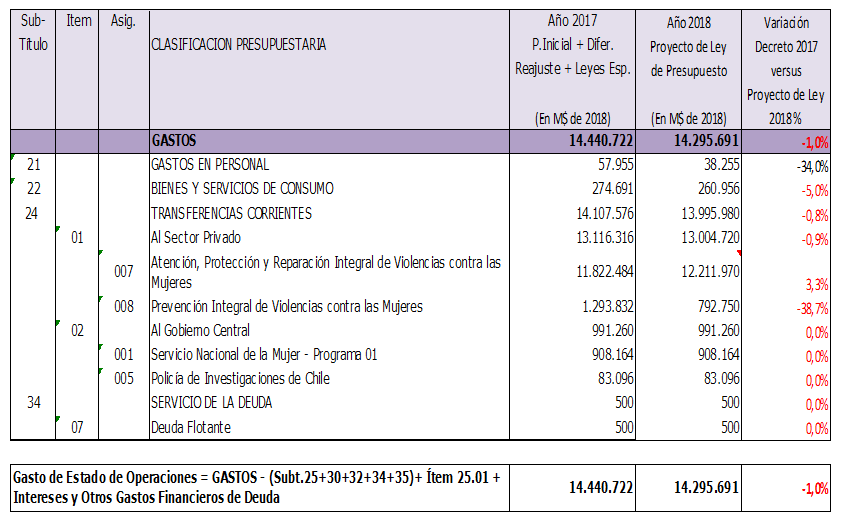 Sub-Título Item Asig. CLASIFICACION PRESUPUESTARIA Año 2017 P.Inicial + Difer. Reajuste + Leyes Esp. (En M$ de 2018) Año 2018 Proyecto de Ley de Presupuesto (En M$ de 2018) Variación Decreto 2017 versus Proyecto de Ley 2018%
GASTOS 14.440.722 14.295.691 -1,0%
21 GASTOS EN PERSONAL 57.955 38.255 -34,0%
22 BIENES Y SERVICIOS DE CONSUMO 274.691 260.956 -5,0%
24 TRANSFERENCIAS CORRIENTES 14.107.576 13.995.980 -0,8%
01 Al Sector Privado 13.116.316 13.004.720 -0,9%
007 Atención, Protección y Reparación Integral de Violencias contra las
Mujeres 11.822.484 12.211.970 3,3%
008 Prevención Integral de Violencias contra las Mujeres 1.293.832 792.750 -38,7%
02 Al Gobierno Central 991.260 991.260 0,0%
001 Servicio Nacional de la Mujer - Programa 01 908.164 908.164 0,0%
005 Policía de Investigaciones de Chile 83.096 83.096 0,0%
34 SERVICIO DE LA DEUDA 500 500 0,0%
07 Deuda Flotante 500 500 0,0%
Gasto de Estado de Operaciones = GASTOS - (Subt.25+30+32+34+35)+ Ítem 25.01 +
Intereses y Otros Gastos Financieros de Deuda 14.440.722 14.295.691 -1,0%